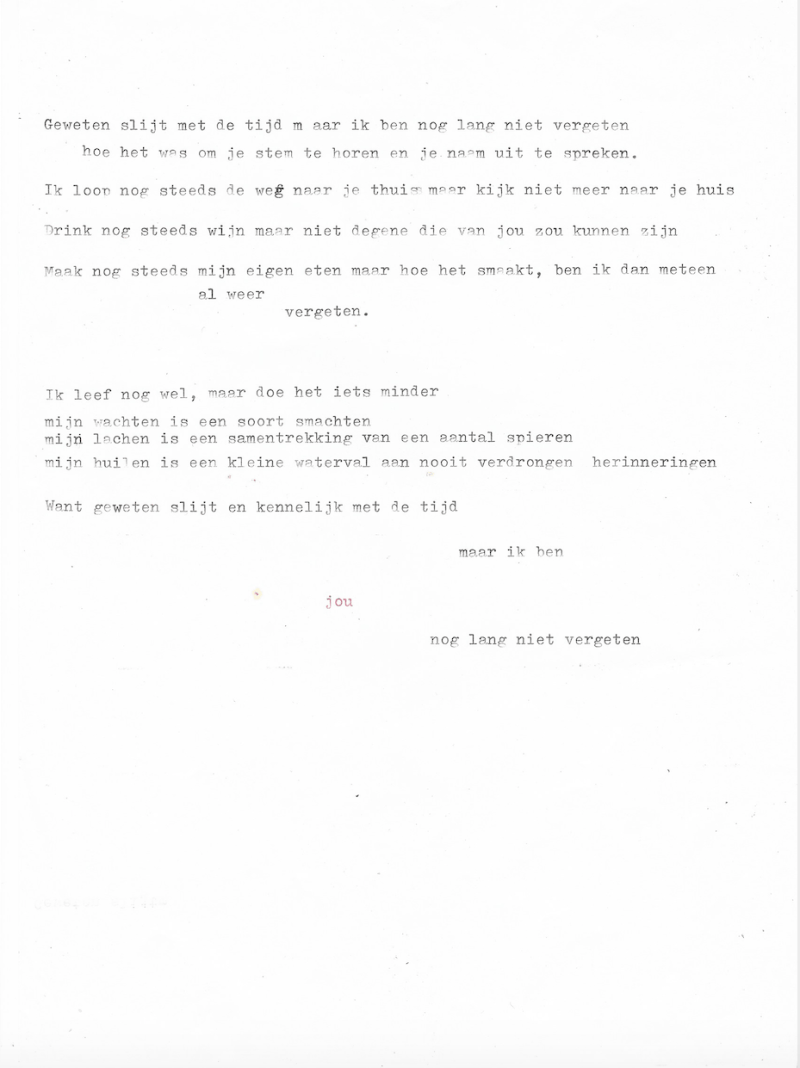 Geweten slijt met de tijd m aar ik ben nog lang niet vergeten
hoe het was om je stem te horen en je naam uit te spreken.
Ik loop nog steeds de weg naar je thuis maar kijk niet meer naar je huis
Drink nog steeds wijn maar niet degene die van jou zou kunnen zijn
Maak nog steeds mijn eigen eten maar hoe het smaakt, ben ik dan meteen
al weer
vergeten.
Ik leef nog wel, maar doe het iets minder
mijn wachten is een soort smachten
mijn lachen is een samentrekking van een aantal spieren
mijn huilen is een kleine waterval aan nooit verdrongen herinneringen
Want geweten slijt en kennelijk met de tijd
maar ik ben
jou
nog lang niet vergeten